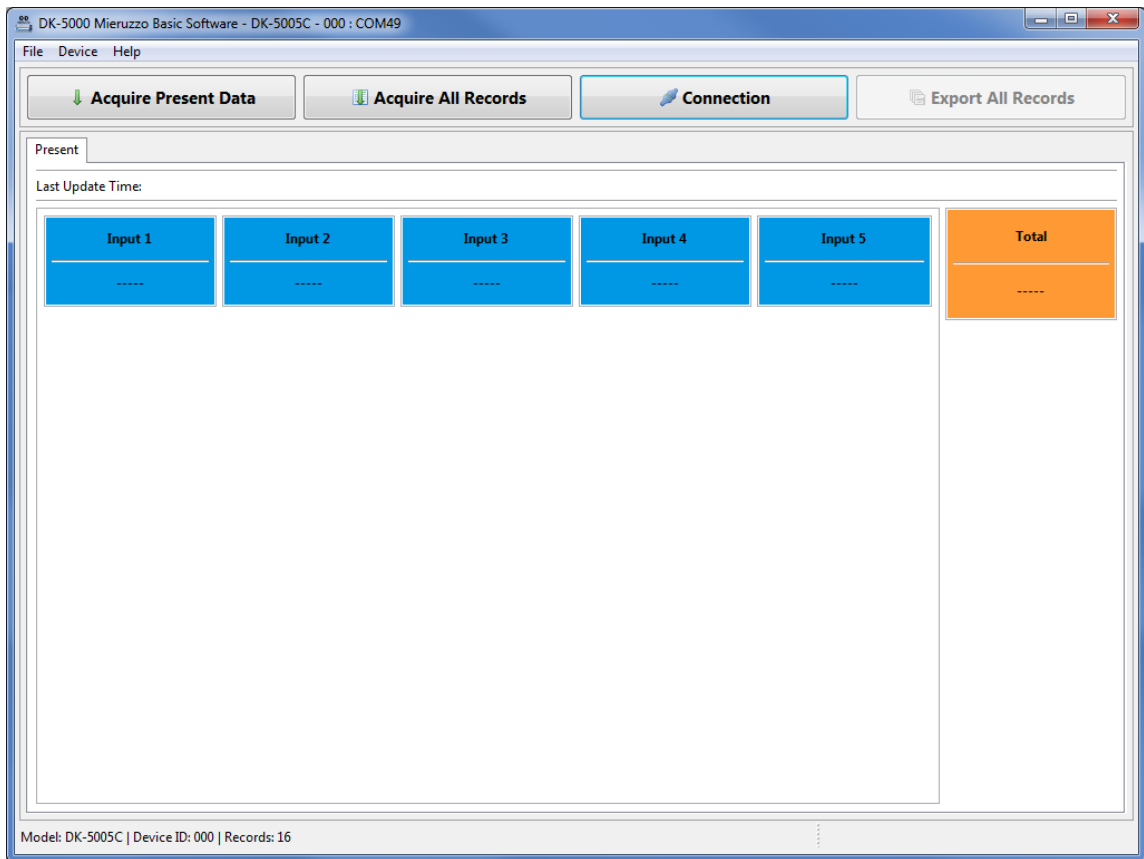 DK-5000 Mieruzzo Basic Software - DK-5005C - 000 : COM49
File Device Help
Acquire Present Data Acquire All Records Connection Export All Records
Present
Last Update Time:
Input 1 Input 2 Input 3 Input 4 Input 5 Total
----- ----- ----- ----- ----- -----
Model: DK-5005C | Device ID: 000 | Records: 16